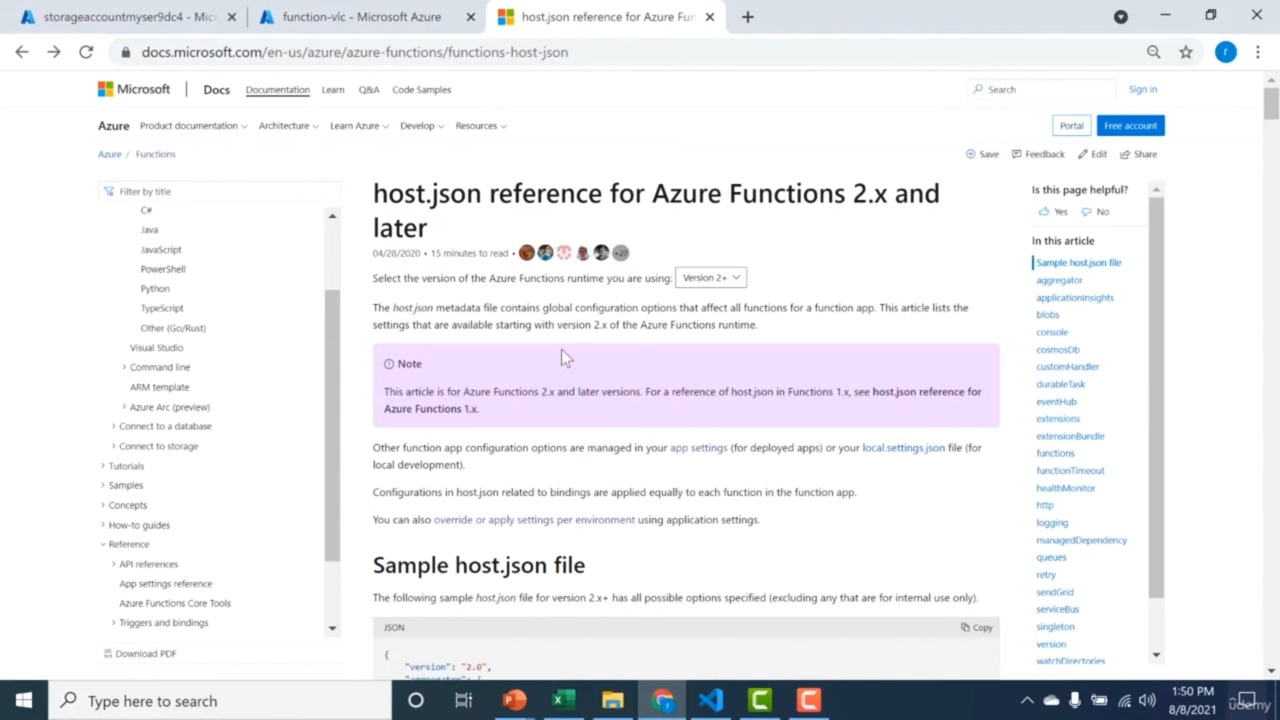 storageaccountmyser9dc4 - Mic
function-vlc - Microsoft Azure
host.json reference for Azure Fun
docs.microsoft.com/en-us/azure/azure-functions/functions-host-json
r
Microsoft
Docs
Documentation
Learn
Q&A
Code Samples
Search
Sign in
Azure
Product documentation
Architecture
Learn Azure
Develop
Resources
Portal
Free account
Azure / Functions
Save
Feedback
Edit
Share
Filter by title
C#
Java
JavaScript
PowerShell
Python
TypeScript
Other (Go/Rust)
Visual Studio
Command line
ARM template
Azure Arc (preview)
Connect to a database
Connect to storage
Tutorials
Samples
Concepts
How-to guides
Reference
API references
App settings reference
Azure Functions Core Tools
Triggers and bindings
Download PDF
host.json reference for Azure Functions 2.x and
later
04/28/2020 • 15 minutes to read •
+27
Select the version of the Azure Functions runtime you are using: Version 2+
The host.json metadata file contains global configuration options that affect all functions for a function app. This article lists the
settings that are available starting with version 2.x of the Azure Functions runtime.
Note
This article is for Azure Functions 2.x and later versions. For a reference of host.json in Functions 1.x, see host.json reference for
Azure Functions 1.x.
Other function app configuration options are managed in your app settings (for deployed apps) or your local.settings.json file (for
local development).
Configurations in host.json related to bindings are applied equally to each function in the function app.
You can also override or apply settings per environment using application settings.
Sample host.json file
The following sample host.json file for version 2.x+ has all possible options specified (excluding any that are for internal use only).
JSON
Copy
{
"version": "2.0",
"aggregator": {
Is this page helpful?
Yes
No
In this article
Sample host.json file
aggregator
applicationInsights
blobs
console
cosmosDb
customHandler
durableTask
eventHub
extensions
extensionBundle
functions
functionTimeout
healthMonitor
http
logging
managedDependency
queues
retry
sendGrid
serviceBus
singleton
version
watchDirectories
Type here to search
1:50 PM
8/8/2021
udemy